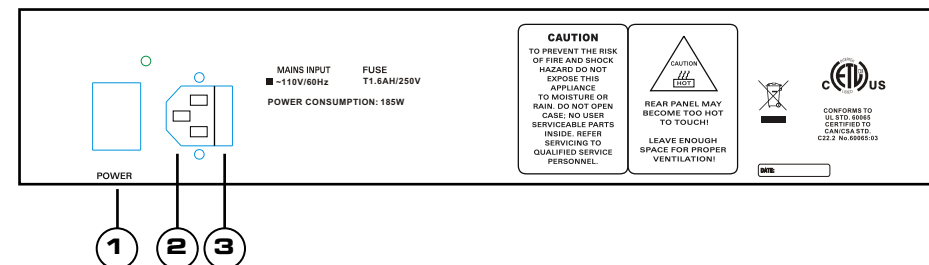 MAINS INPUT
■ ~110V/60Hz
FUSE
T1.6AH/250V
POWER CONSUMPTION: 185W
POWER
CAUTION
TO PREVENT THE RISK
OF FIRE AND SHOCK
HAZARD DO NOT
EXPOSE THIS
APPLIANCE
TO MOISTURE OR
RAIN. DO NOT OPEN
CASE; NO USER
SERVICEABLE PARTS
INSIDE. REFER
SERVICING TO
QUALIFIED SERVICE
PERSONNEL.
CAUTION
HOT
REAR PANEL MAY
BECOME TOO HOT
TO TOUCH!
LEAVE ENOUGH
SPACE FOR PROPER
VENTILATION!
c ETL us
LISTED
CONFORMS TO
UL STD. 60065
CERTIFIED TO
CAN/CSA STD.
C22.2 No.60065:03
DATE:
1 2 3